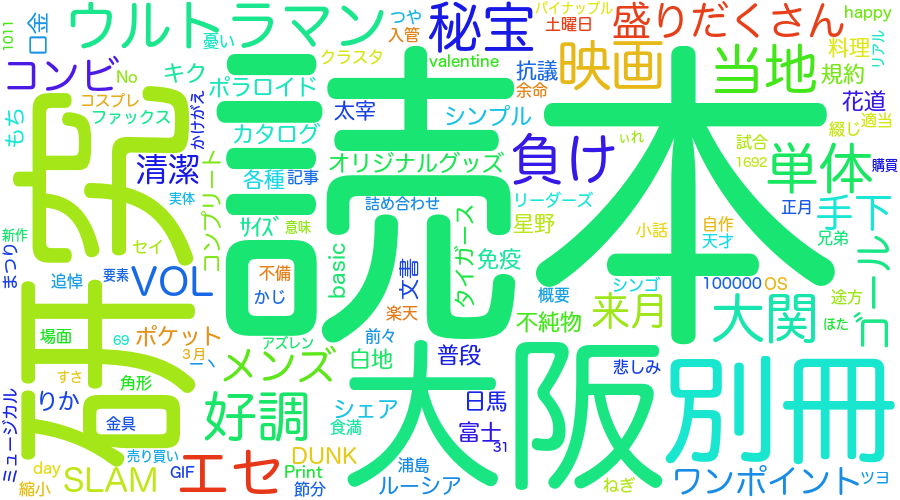 ウルトラマン
憂い
つや
入管
パイナップル
土曜日
盛りだくさん
happy
1011
口金
クラスタ
秘宝
valentine
映画
当地
料理
リアル
コンビ
No
キク
ポラロイド
抗議
余命
規約
コスプレ
ファックス
かけがえ
太宰
シンプル
花道
適当
もち
カタログ
負け
いれ
試合
綴じ
1692
購買
研究
清潔
コンプリート
各種
記事
オリジナルグッズ
単体
読本
実体
詰め合わせ
リーダーズ
正月
手下
新作
セイ
サイズ
意味
星野
小話
自作
天才
兄弟
まつり
追悼
要素
VOL
不備
かじ
basic
文書
タイガース
免疫
概要
シンゴ
100000
OS
途方
コール
楽天
不純物
来月
大関
ほた
場面
69
ポケット
3月
アズレン
前々
白地
普段
メンズ
すさ
角形
大阪
悲しみ
別冊
ミュージカル
りか
金具
好調
シェア
食満
日馬
富士
31
売り買い
DUNK
day
縮小
SLAM
GIF
エセ
Print
節分
浦島
ルーシア
ねぎ
ワンポイント
ツヨ